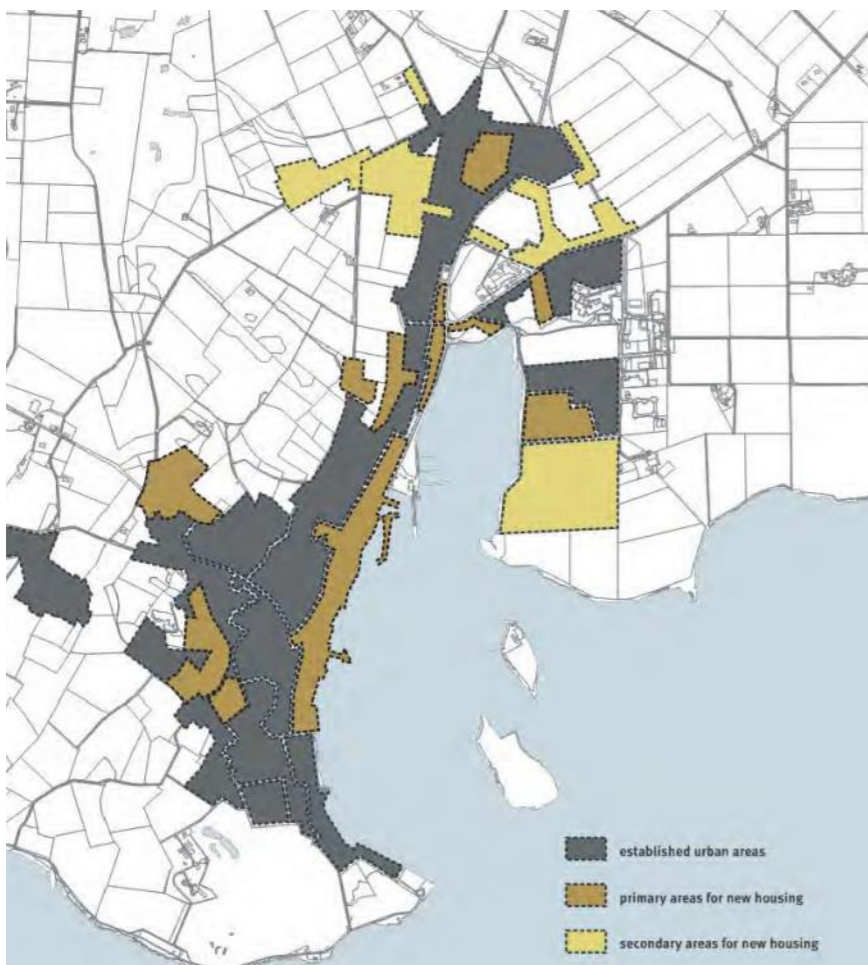 established urban areas
primary areas for new housing
secondary areas for new housing